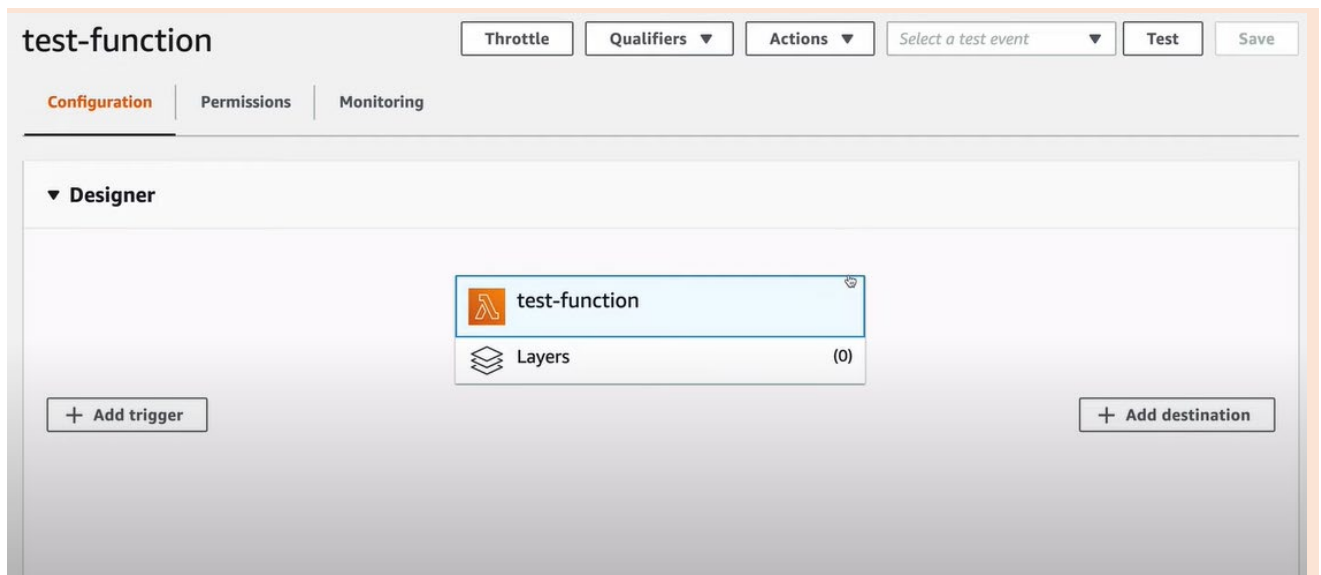 test-function
Throttle Qualifiers Actions Select a test event Test Save
Configuration Permissions Monitoring
Designer
test-function
Layers (0)
+ Add trigger + Add destination